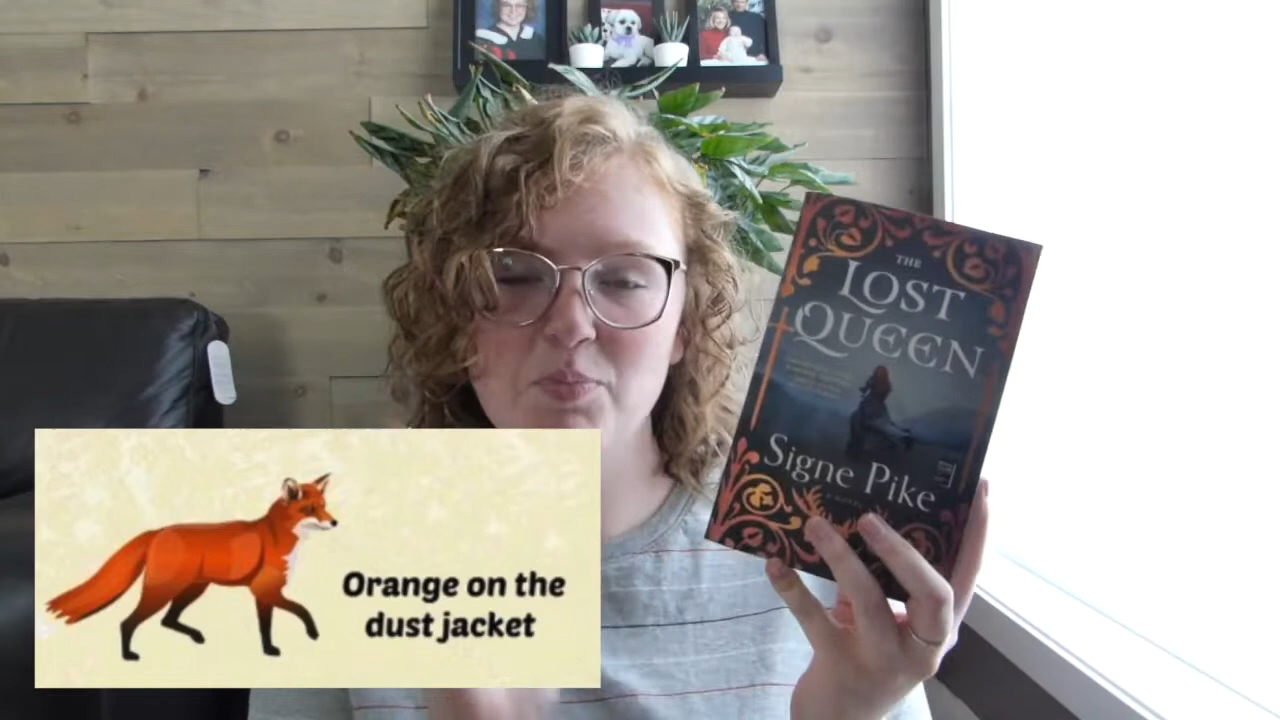 THE
LOST
QUEEN
Signe Pike
Orange on the
dust jacket